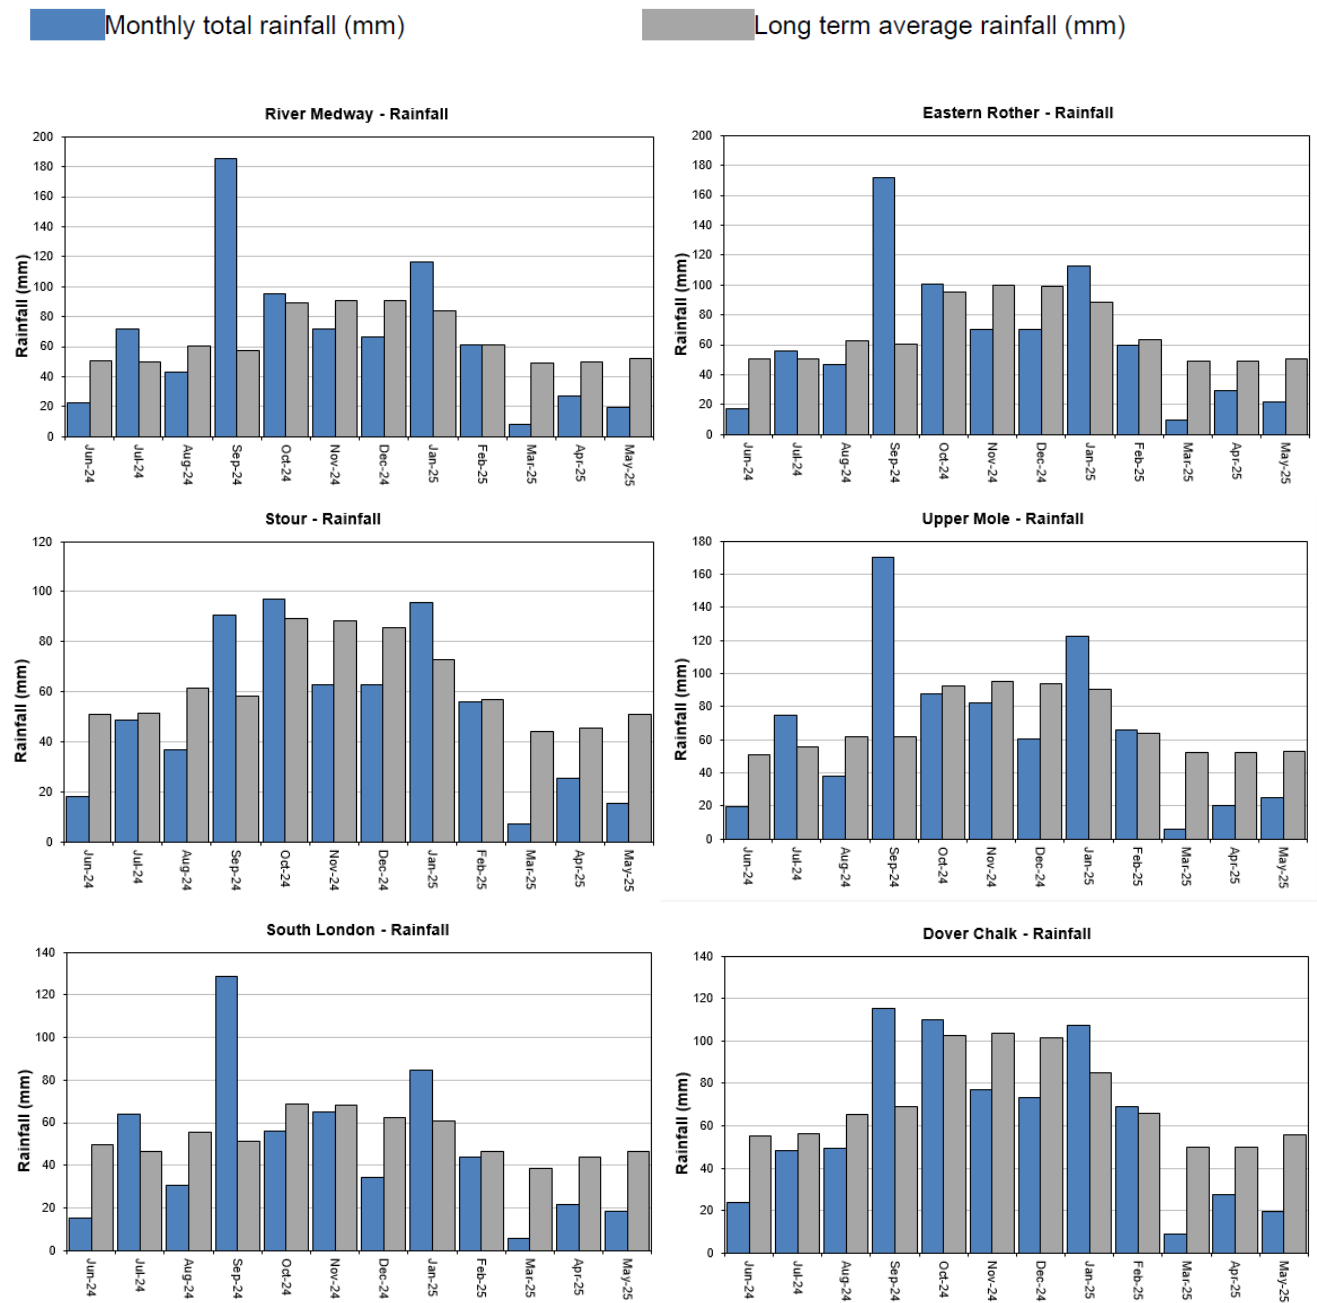 Monthly total rainfall (mm)
Long term average rainfall (mm)
River Medway - Rainfall
Rainfall (mm)
200
180
160
140
120
100
80
60
40
20
0
Jun-24
Jul-24
Aug-24
Sep-24
Oct-24
Nov-24
Dec-24
Jan-25
Feb-25
Mar-25
Apr-25
May-25
Eastern Rother - Rainfall
Rainfall (mm)
200
180
160
140
120
100
80
60
40
20
0
Jun-24
Jul-24
Aug-24
Sep-24
Oct-24
Nov-24
Dec-24
Jan-25
Feb-25
Mar-25
Apr-25
May-25
Stour - Rainfall
Rainfall (mm)
120
100
80
60
40
20
0
Jun-24
Jul-24
Aug-24
Sep-24
Oct-24
Nov-24
Dec-24
Jan-25
Feb-25
Mar-25
Apr-25
May-25
Upper Mole - Rainfall
Rainfall (mm)
180
160
140
120
100
80
60
40
20
0
Jun-24
Jul-24
Aug-24
Sep-24
Oct-24
Nov-24
Dec-24
Jan-25
Feb-25
Mar-25
Apr-25
May-25
South London - Rainfall
Rainfall (mm)
140
120
100
80
60
40
20
0
Jun-24
Jul-24
Aug-24
Sep-24
Oct-24
Nov-24
Dec-24
Jan-25
Feb-25
Mar-25
Apr-25
May-25
Dover Chalk - Rainfall
Rainfall (mm)
140
120
100
80
60
40
20
0
Jun-24
Jul-24
Aug-24
Sep-24
Oct-24
Nov-24
Dec-24
Jan-25
Feb-25
Mar-25
Apr-25
May-25